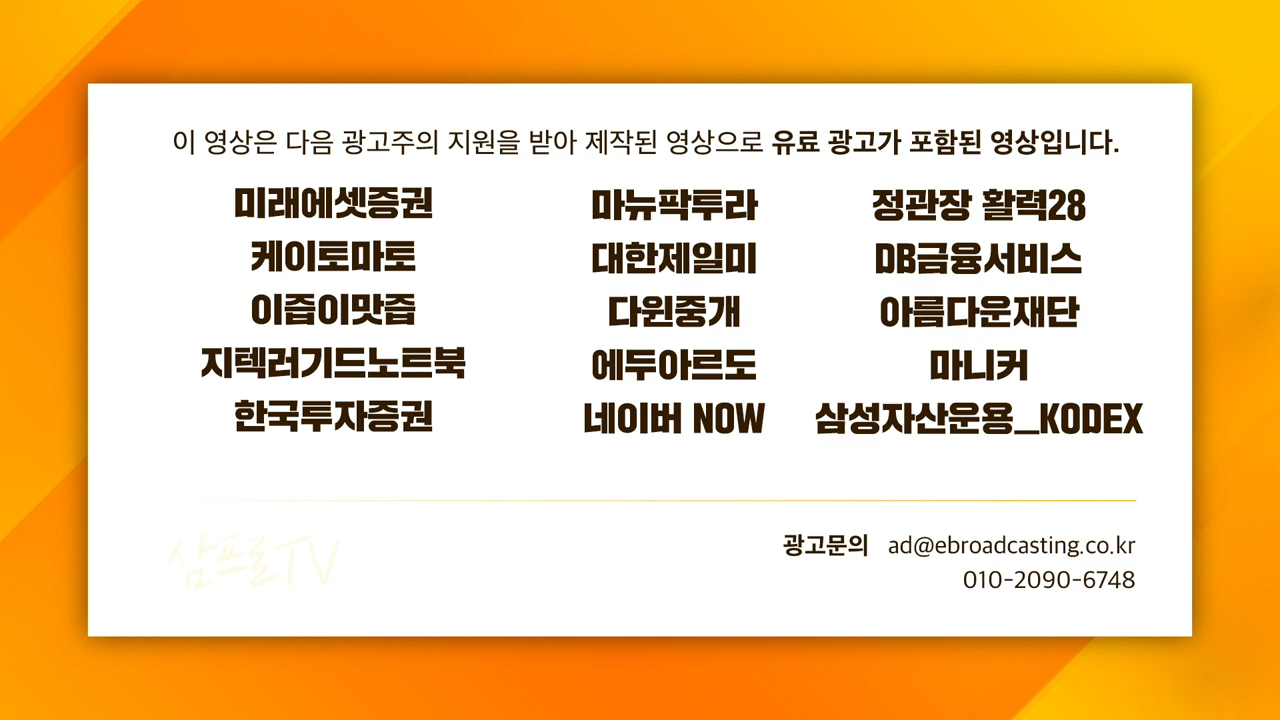 이 영상은 다음 광고주의 지원을 받아 제작된 영상으로 유료 광고가 포함된 영상입니다.
미래에셋증권 마뉴팍투라 정관장 활력28
케이토마토 대한제일미 DB금융서비스
이즙이맛즙 다윈중개 아름다운재단
지텍러기드노트북 에두아르도 마니커
한국투자증권 네이버 NOW 삼성자산운용_KODEX
삼프로TV
광고문의 ad@ebroadcasting.co.kr
010-2090-6748